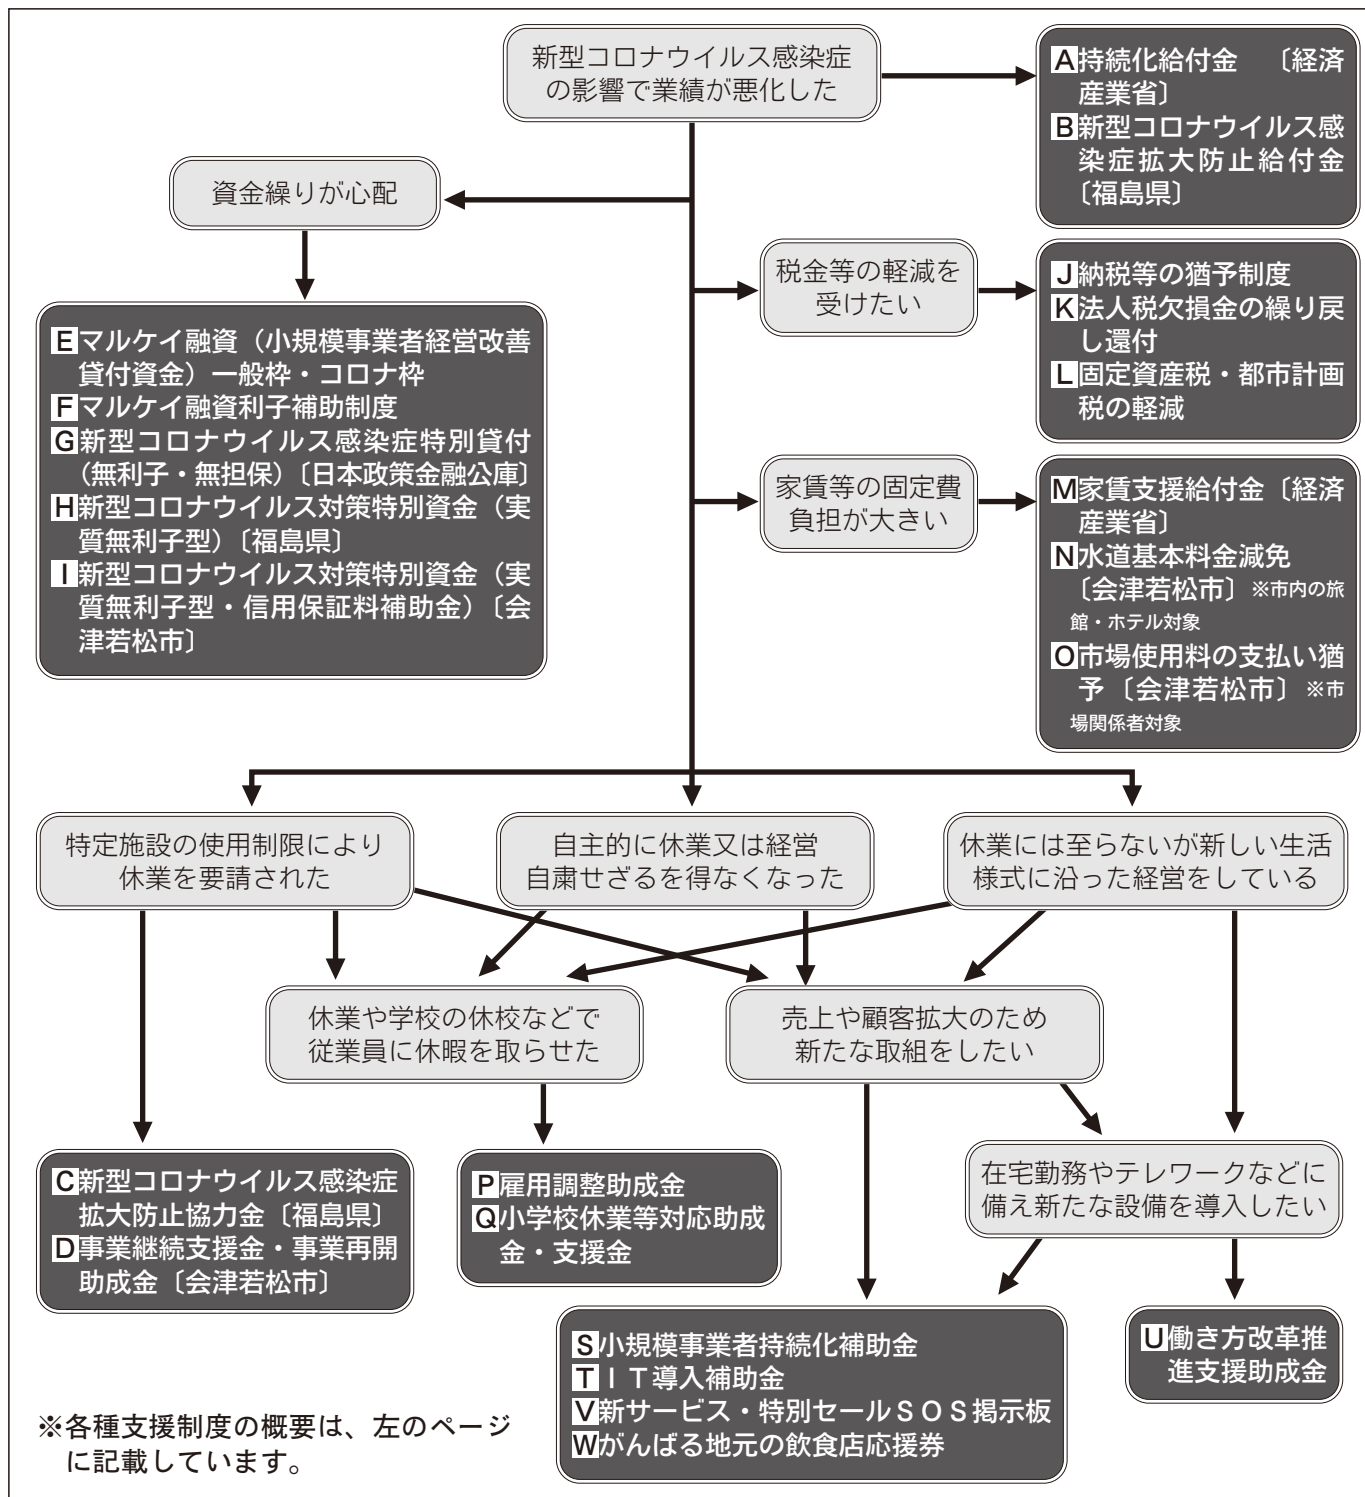 新型コロナウイルス感染症
の影響で業績が悪化した
A持続化給付金 〔経済
産業省〕
B新型コロナウイルス感
染症拡大防止給付金
〔福島県〕
資金繰りが心配
税金等の軽減を
受けたい
J納税等の猶予制度
K法人税欠損金の繰り戻
し還付
L固定資産税・都市計画
税の軽減
Eマルケイ融資（小規模事業者経営改善
貸付資金）一般枠・コロナ枠
Fマルケイ融資利子補助制度
G新型コロナウイルス感染症特別貸付
（無利子・無担保）〔日本政策金融公庫〕
H新型コロナウイルス対策特別資金（実
質無利子型）〔福島県〕
I新型コロナウイルス対策特別資金（実
質無利子型・信用保証料補助金）〔会
津若松市〕
家賃等の固定費
負担が大きい
M家賃支援給付金〔経済
産業省〕
N水道基本料金減免
〔会津若松市〕※市内の旅
館・ホテル対象
O市場使用料の支払い猶
予〔会津若松市〕※市
場関係者対象
特定施設の使用制限により
休業を要請された
自主的に休業又は経営
自粛せざるを得なくなった
休業には至らないが新しい生活
様式に沿った経営をしている
休業や学校の休校などで
従業員に休暇を取らせた
売上や顧客拡大のため
新たな取組をしたい
C新型コロナウイルス感染症
拡大防止協力金〔福島県〕
D事業継続支援金・事業再開
助成金〔会津若松市〕
P雇用調整助成金
Q小学校休業等対応助成
金・支援金
在宅勤務やテレワークなどに
備え新たな設備を導入したい
S小規模事業者持続化補助金
TＩＴ導入補助金
V新サービス・特別セールＳＯＳ掲示板
Wがんばる地元の飲食店応援券
U働き方改革推
進支援助成金
※各種支援制度の概要は、左のページ
に記載しています。